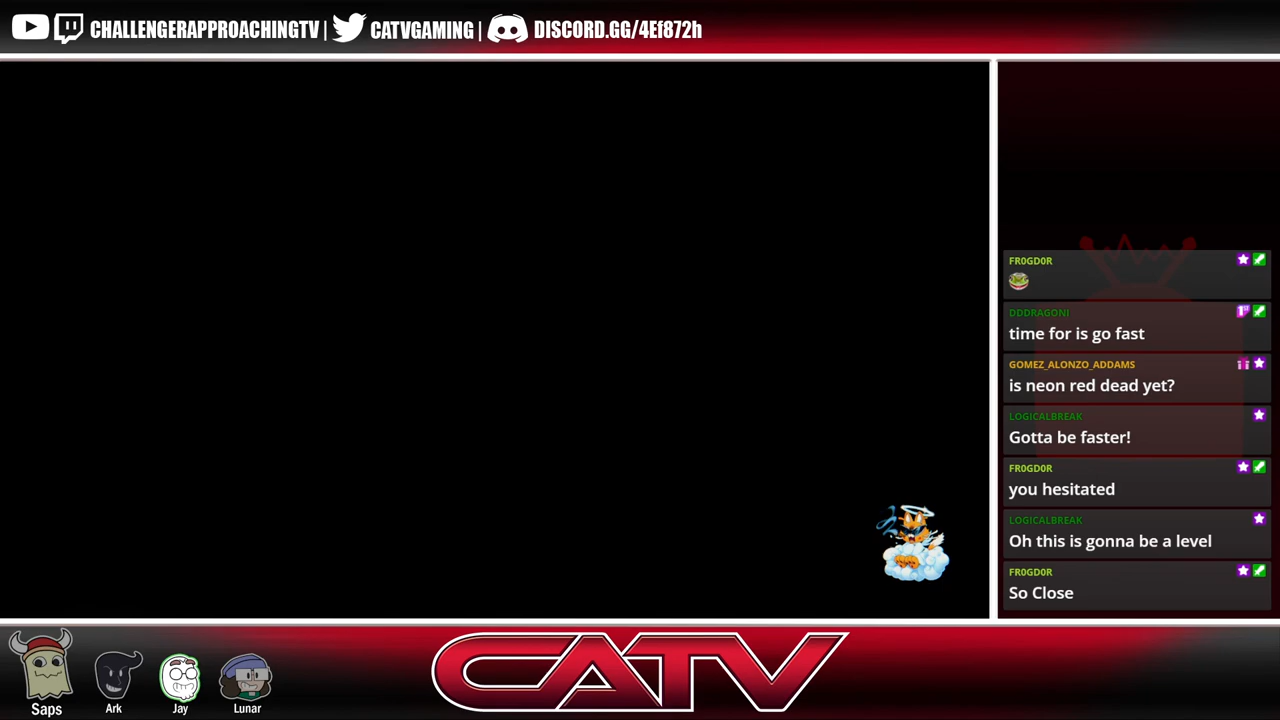 CHALLENGERAPPROACHINGTV | CATVGAMING | DISCORD.GG/4Ef872h
FR0GD0R
DDDRAGONI
time for is go fast
GOMEZ_ALONZO_ADDAMS
is neon red dead yet?
LOGICALBREAK
Gotta be faster!
FR0GD0R
you hesitated
LOGICALBREAK
Oh this is gonna be a level
FR0GD0R
So Close
CATV
Saps
Ark
Jay
Lunar